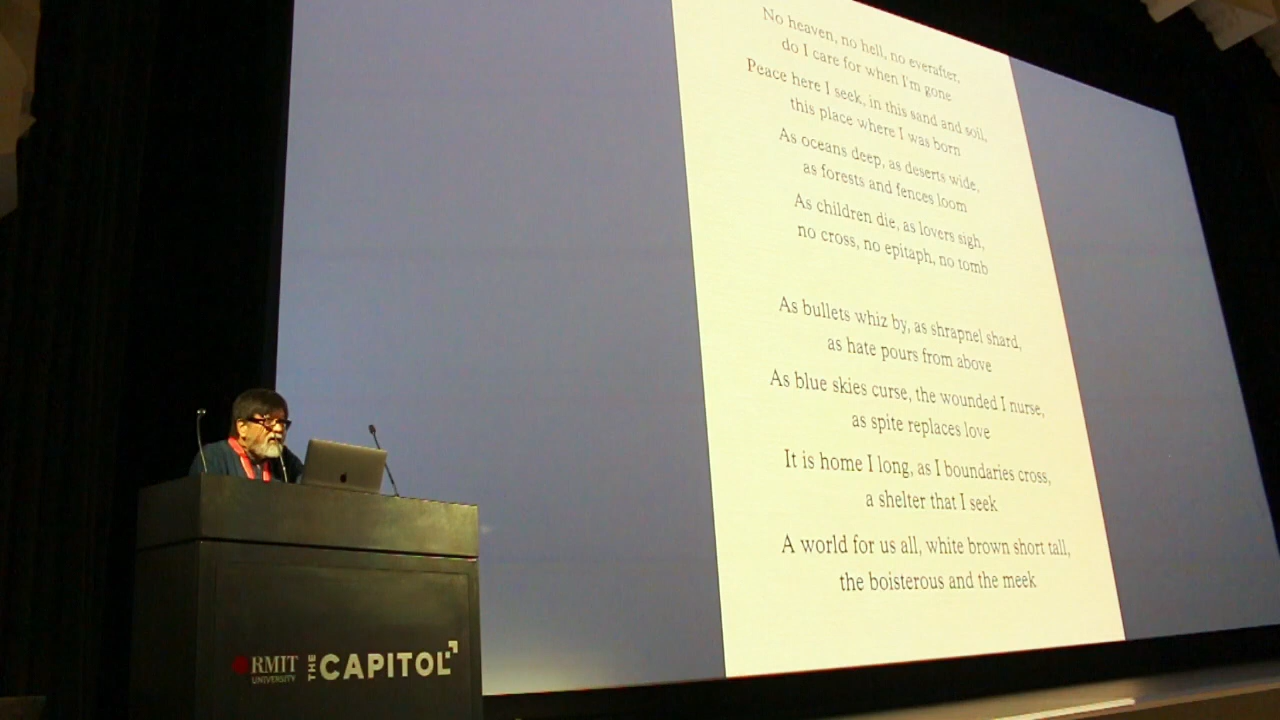 No heaven, no hell, no everafter,
do I care for when I'm gone
Peace here I seek, in this sand and soil,
this place where I was born
As oceans deep, as deserts wide,
as forests and fences loom
As children die, as lovers sigh,
no cross, no epitaph, no tomb
As bullets whiz by, as shrapnel shard,
as hate pours from above
As blue skies curse, the wounded I nurse,
as spite replaces love
It is home I long, as I boundaries cross,
a shelter that I seek
A world for us all, white brown short tall,
the boisterous and the meek
RMIT
UNIVERSITY
THE CAPITOL